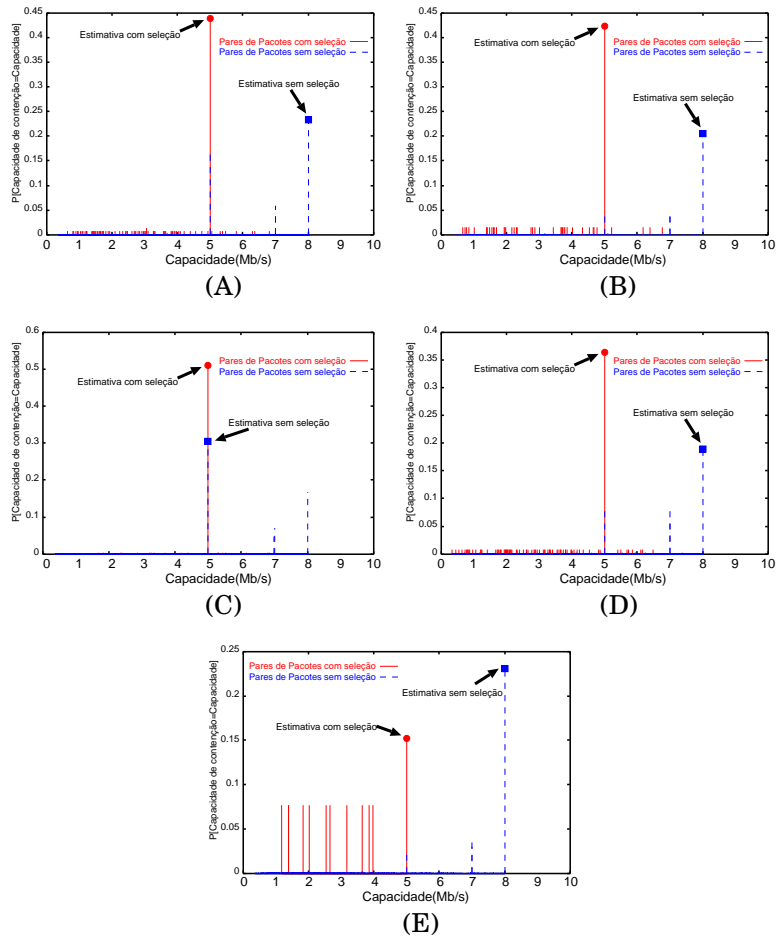 0.45
0.4
0.35
0.3
0.25
0.2
0.15
0.1
0.05
0
P[Capacidade de contenção=Capacidade]
Estimativa com seleção
Pares de Pacotes com seleção
Pares de Pacotes sem seleção
Estimativa sem seleção
0 1 2 3 4 5 6 7 8 9 10
Capacidade(Mb/s)
(A)
0.45
0.4
0.35
0.3
0.25
0.2
0.15
0.1
0.05
0
P[Capacidade de contenção=Capacidade]
Estimativa com seleção
Pares de Pacotes com seleção
Pares de Pacotes sem seleção
Estimativa sem seleção
0 1 2 3 4 5 6 7 8 9 10
Capacidade(Mb/s)
(B)
0.6
0.5
0.4
0.3
0.2
0.1
0
P[Capacidade de contenção=Capacidade]
Pares de Pacotes com seleção
Pares de Pacotes sem seleção
Estimativa com seleção
Estimativa sem seleção
0 1 2 3 4 5 6 7 8 9 10
Capacidade(Mb/s)
(C)
0.4
0.35
0.3
0.25
0.2
0.15
0.1
0.05
0
P[Capacidade de contenção=Capacidade]
Pares de Pacotes com seleção
Pares de Pacotes sem seleção
Estimativa com seleção
Estimativa sem seleção
0 1 2 3 4 5 6 7 8 9 10
Capacidade(Mb/s)
(D)
0.25
0.2
0.15
0.1
0.05
0
P[Capacidade de contenção=Capacidade]
Pares de Pacotes com seleção
Pares de Pacotes sem seleção
Estimativa sem seleção
Estimativa com seleção
0 1 2 3 4 5 6 7 8 9 10
Capacidade(Mb/s)
(E)